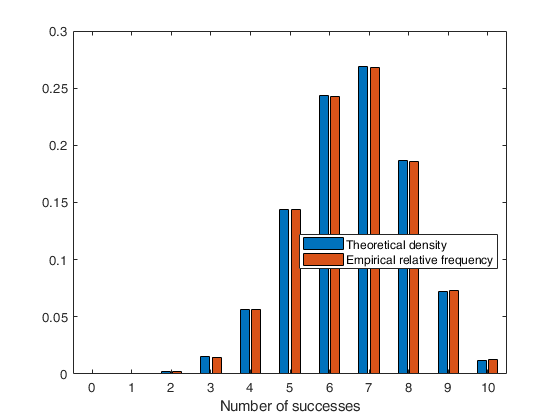 0.3
0.25
0.2
0.15
0.1
0.05
0
Theoretical density
Empirical relative frequency
0 1 2 3 4 5 6 7 8 9 10
Number of successes